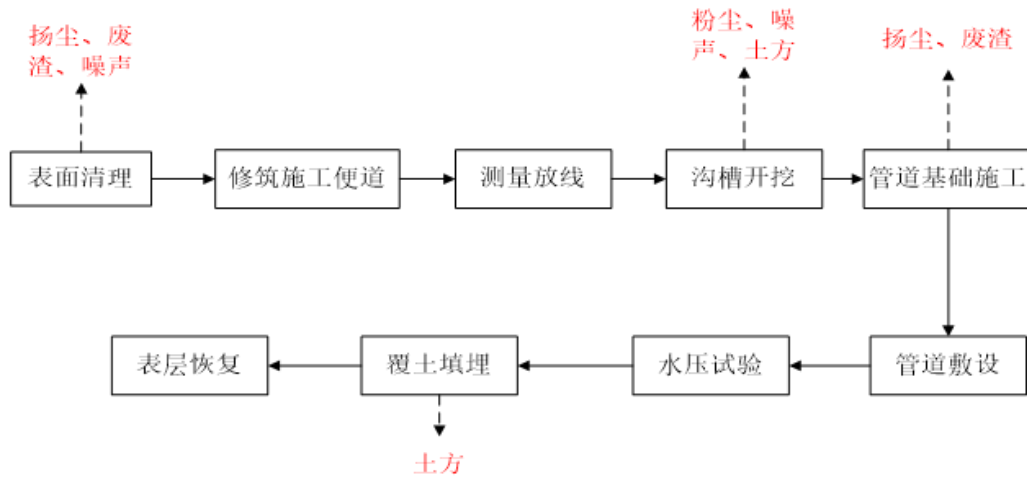 扬尘、废
渣、噪声
粉尘、噪
声、土方
扬尘、废渣
表面清理
修筑施工便道
测量放线
沟槽开挖
管道基础施工
表层恢复
覆土填埋
水压试验
管道敷设
土方